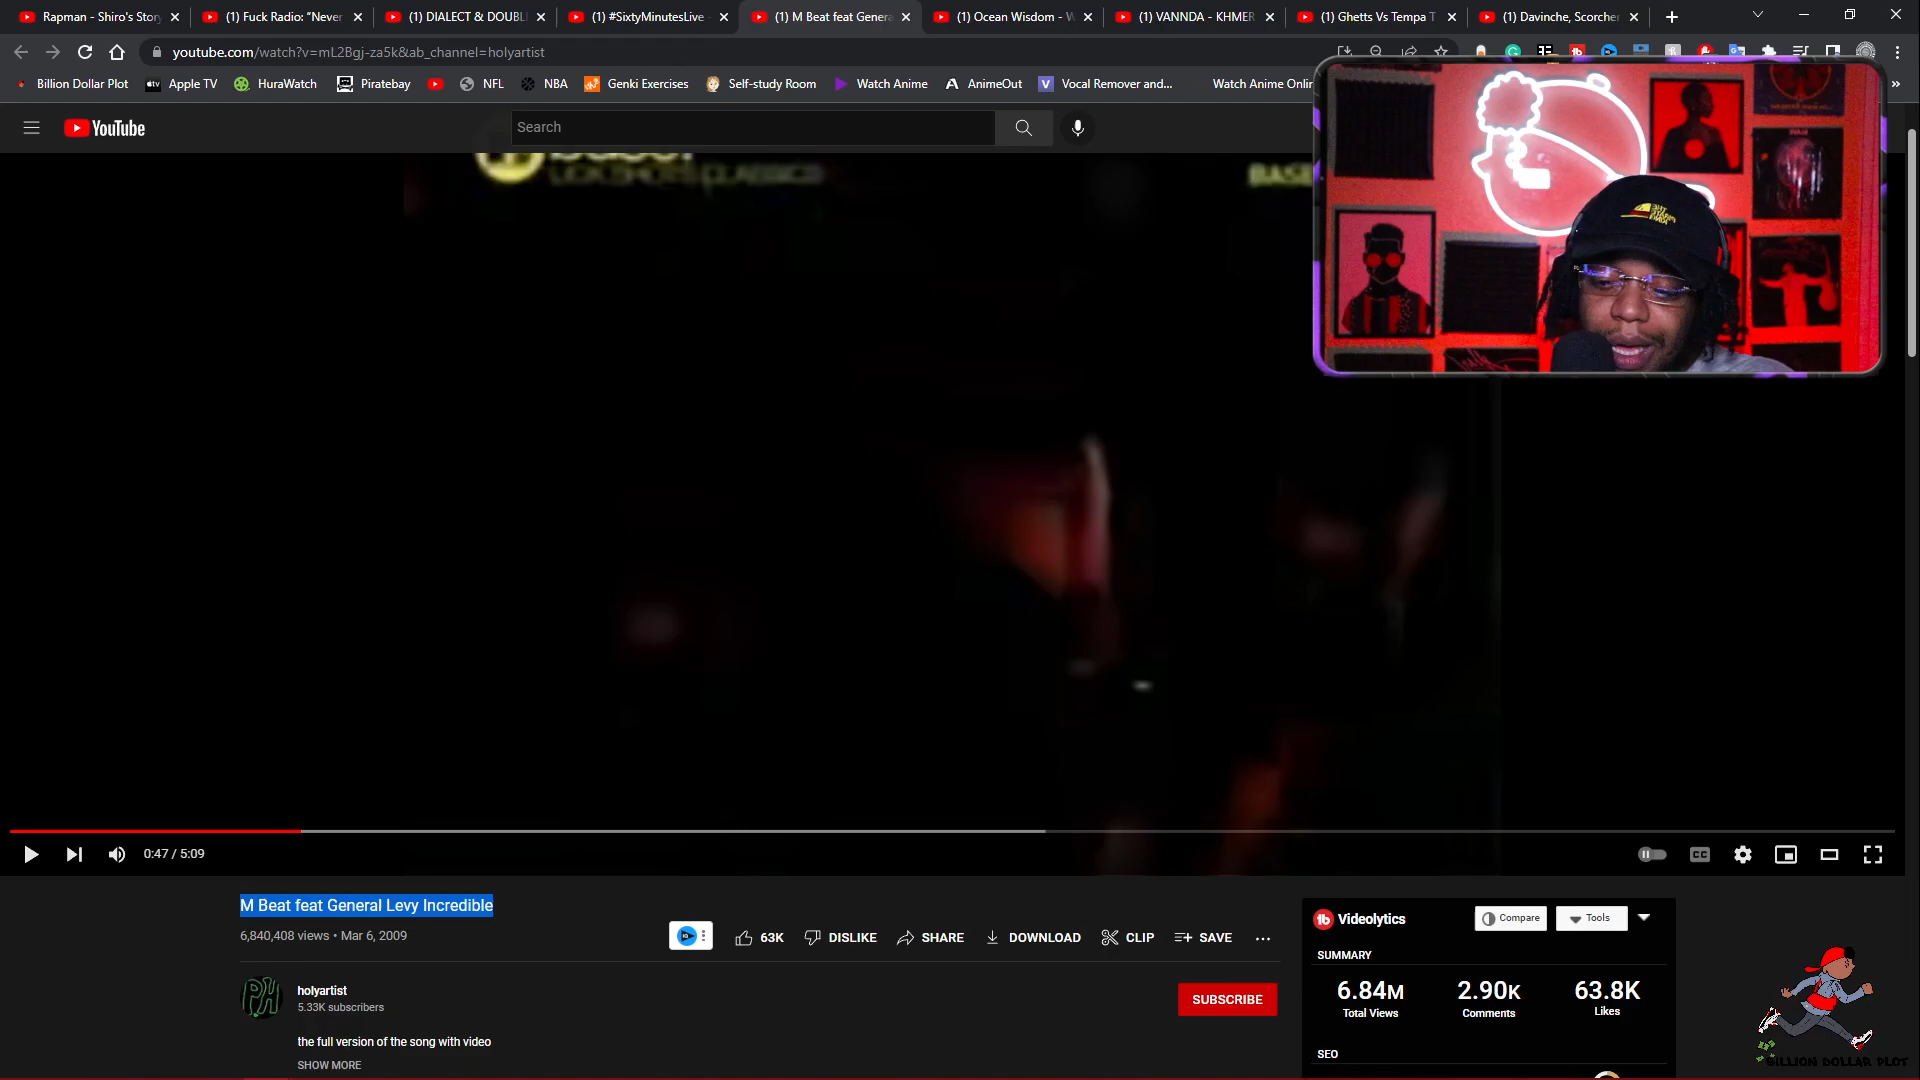 Rapman - Shiro's Story
(1) Fuck Radio: "Never
(1) DIALECT & DOUBL
(1) #SixtyMinutesLive -
(1) M Beat feat Genera
(1) Ocean Wisdom - W
(1) VANNDA - KHMER
(1) Ghetts Vs Tempa T
(1) Davinche, Scorcher
youtube.com/watch?v=mL2Bgj-za5k&ab_channel=holyartist
Billion Dollar Plot
Apple TV
HuraWatch
Piratebay
NFL
NBA
Genki Exercises
Self-study Room
Watch Anime
AnimeOut
Vocal Remover and...
Watch Anime Onlin
YouTube
Search
0:47 / 5:09
CC
M Beat feat General Levy Incredible
6,840,408 views • Mar 6, 2009
63K
DISLIKE
SHARE
DOWNLOAD
CLIP
SAVE
holyartist
5.33K subscribers
SUBSCRIBE
the full version of the song with video
SHOW MORE
Videolytics
Compare
Tools
SUMMARY
6.84M
2.90K
63.8K
Total Views
Comments
Likes
SEO
BILLION DOLLAR PLOT